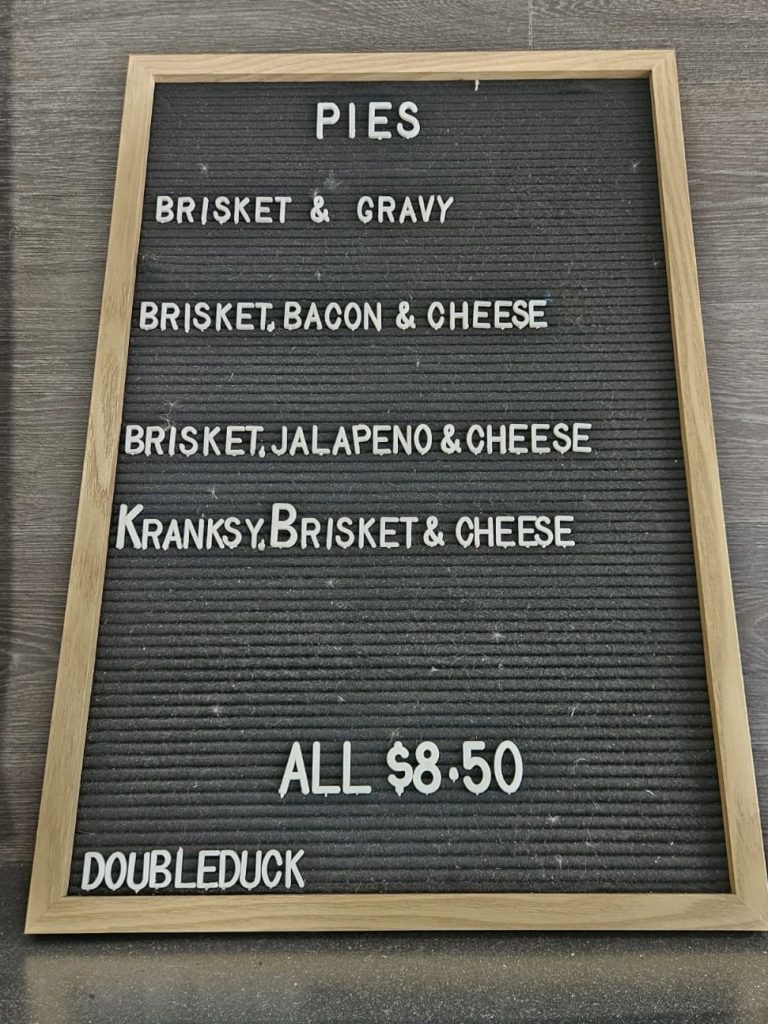 PIES
BRISKET & GRAVY
BRISKET, BACON & CHEESE
BRISKET, JALAPENO & CHEESE
KRANKSY, BRISKET & CHEESE
ALL $8.50
DOUBLEDUCK